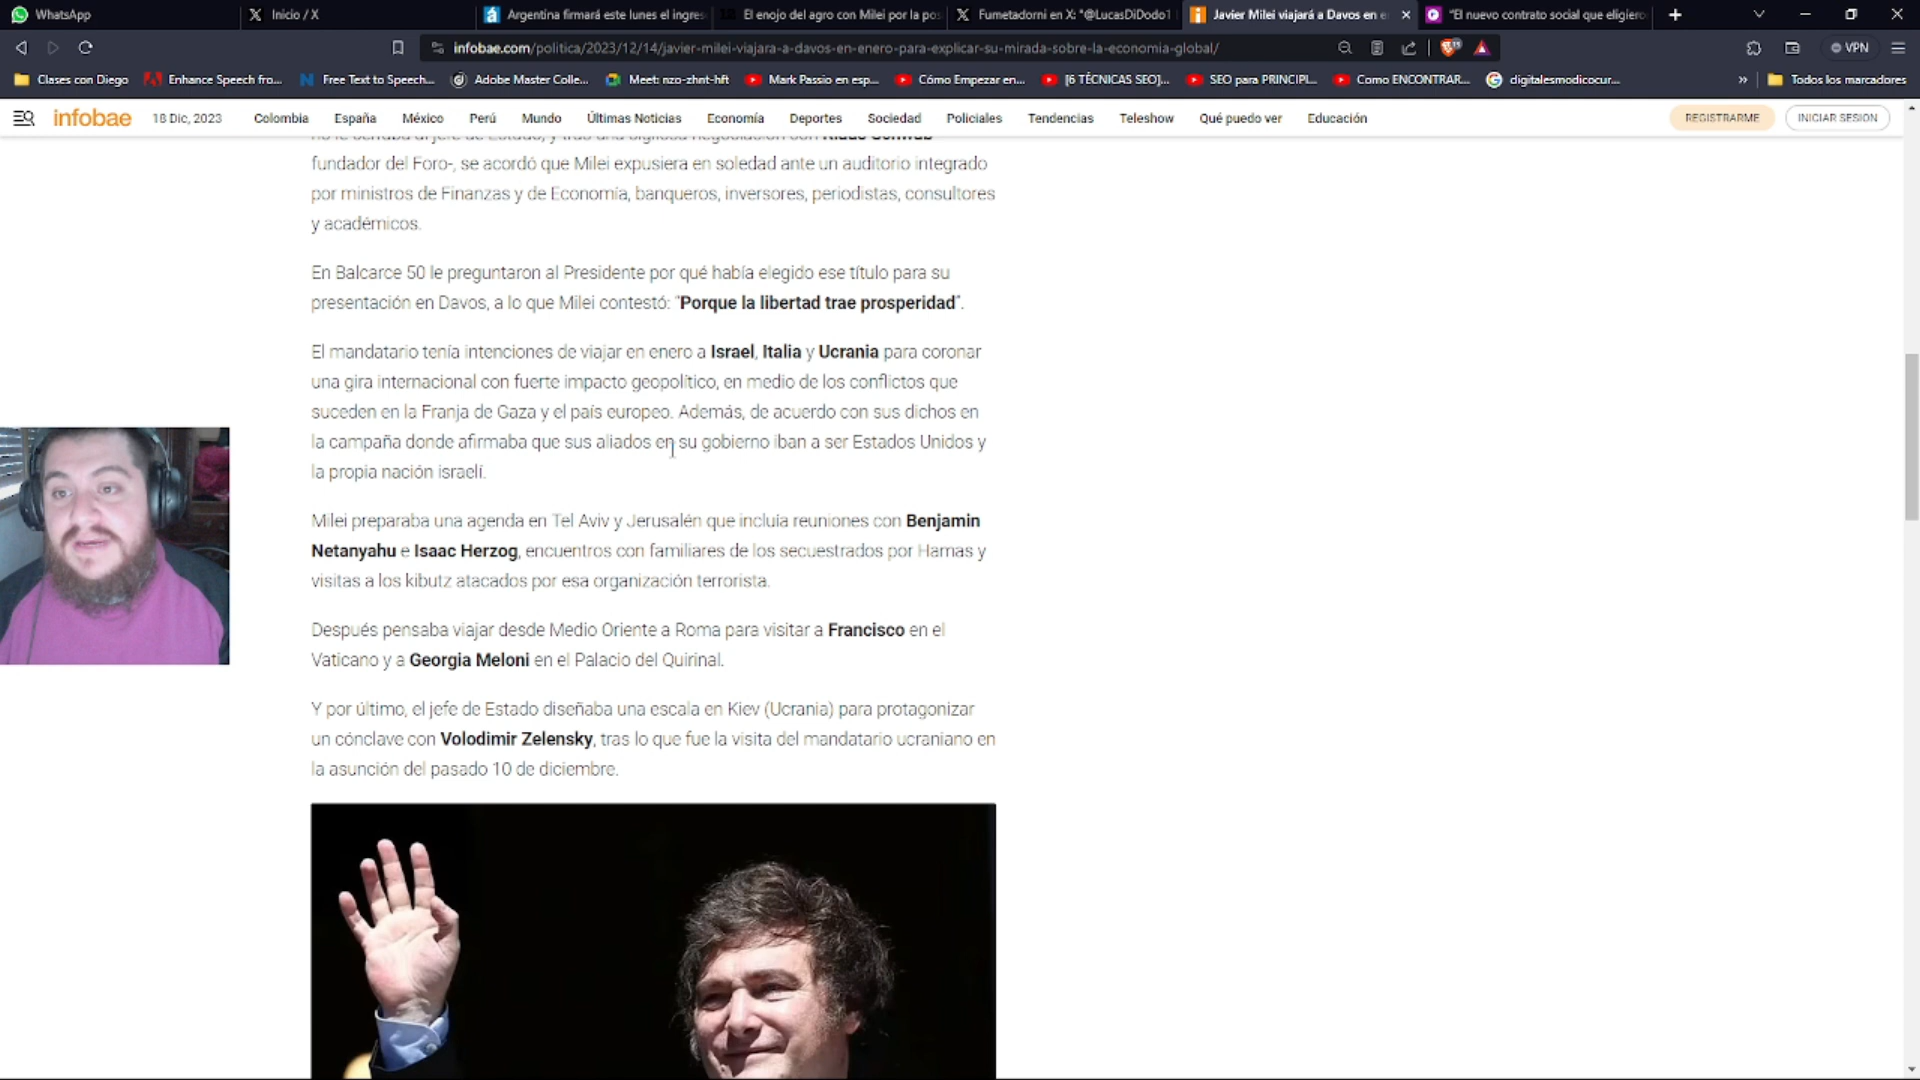 WhatsApp
Inicio / X
Argentina firmará este lunes el ingres
El enojo del agro con Milei por la pos
Fumetadorni en X: "@LucasDiDodo1
Javier Milei viajará a Davos en e
"El nuevo contrato social que eligiero
infobae.com/politica/2023/12/14/javier-milei-viajara-a-davos-en-enero-para-explicar-su-mirada-sobre-la-economia-global/
VPN
Clases con Diego
Enhance Speech fro...
Free Text to Speech...
Adobe Master Colle...
Meet: nzo-zhnt-hft
Mark Passio en esp...
Cómo Empezar en...
[6 TÉCNICAS SEO]...
SEO para PRINCIPI...
Como ENCONTRAR...
digitalesmodicocur...
Todos los marcadores
infobae
18 Dic, 2023
Colombia
España
México
Perú
Mundo
Últimas Noticias
Economía
Deportes
Sociedad
Policiales
Tendencias
Teleshow
Qué puedo ver
Educación
REGISTRARME
INICIAR SESIÓN
fundador del Foro-, se acordó que Milei expusiera en soledad ante un auditorio integrado
por ministros de Finanzas y de Economía, banqueros, inversores, periodistas, consultores
y académicos.
En Balcarce 50 le preguntaron al Presidente por qué había elegido ese título para su
presentación en Davos, a lo que Milei contestó: "Porque la libertad trae prosperidad".
El mandatario tenía intenciones de viajar en enero a Israel, Italia y Ucrania para coronar
una gira internacional con fuerte impacto geopolítico, en medio de los conflictos que
suceden en la Franja de Gaza y el país europeo. Además, de acuerdo con sus dichos en
la campaña donde afirmaba que sus aliados en su gobierno iban a ser Estados Unidos y
la propia nación israelí.
Milei preparaba una agenda en Tel Aviv y Jerusalén que incluía reuniones con Benjamin
Netanyahu e Isaac Herzog, encuentros con familiares de los secuestrados por Hamas y
visitas a los kibutz atacados por esa organización terrorista.
Después pensaba viajar desde Medio Oriente a Roma para visitar a Francisco en el
Vaticano y a Georgia Meloni en el Palacio del Quirinal.
Y por último, el jefe de Estado diseñaba una escala en Kiev (Ucrania) para protagonizar
un cónclave con Volodimir Zelensky, tras lo que fue la visita del mandatario ucraniano en
la asunción del pasado 10 de diciembre.